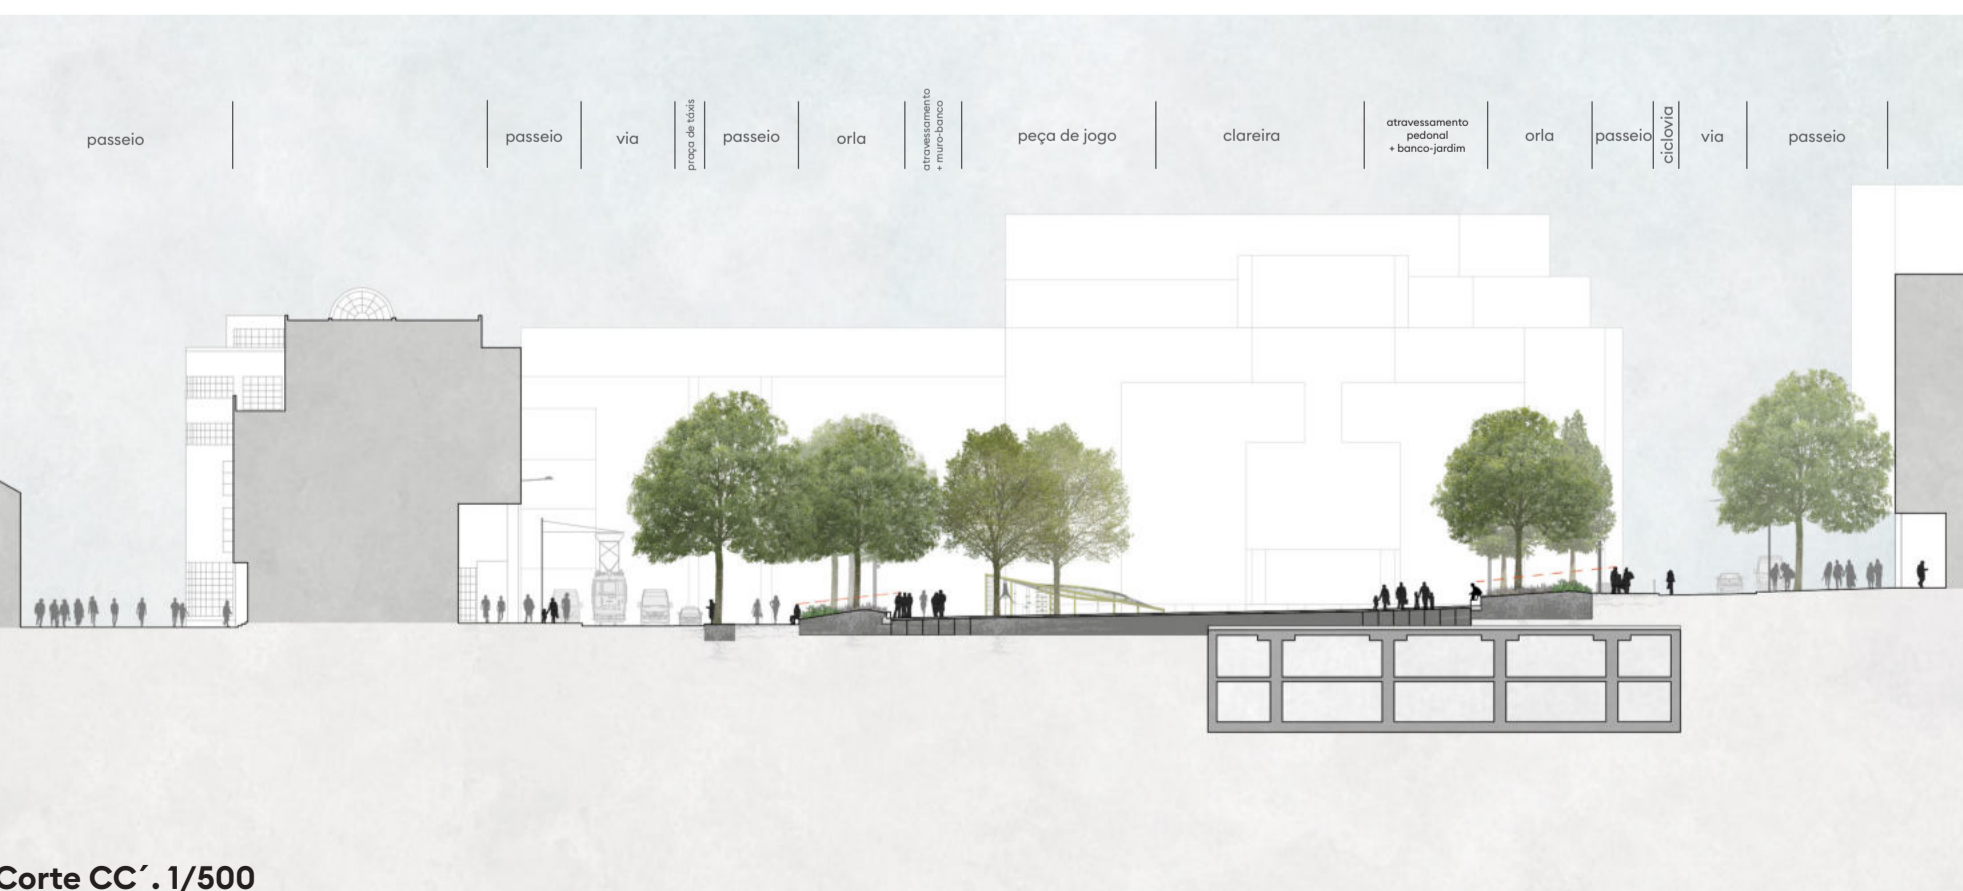 passeio
passeio
via
praça de táxis
passeio
orla
atravessamento
+ muro-banco
peça de jogo
clareira
atravessamento
pedonal
+ banco-jardim
orla
passeio
ciclovia
via
passeio
Corte CC´. 1/500